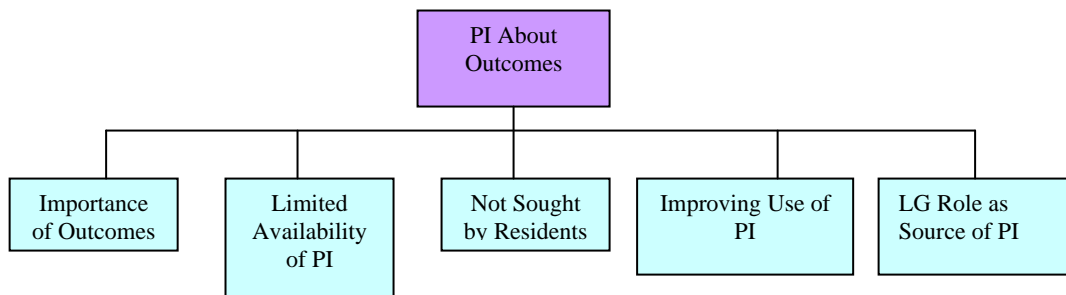 PI About
Outcomes
Importance
of Outcomes
Limited
Availability
of PI
Not Sought
by Residents
Improving Use of
PI
LG Role as
Source of PI